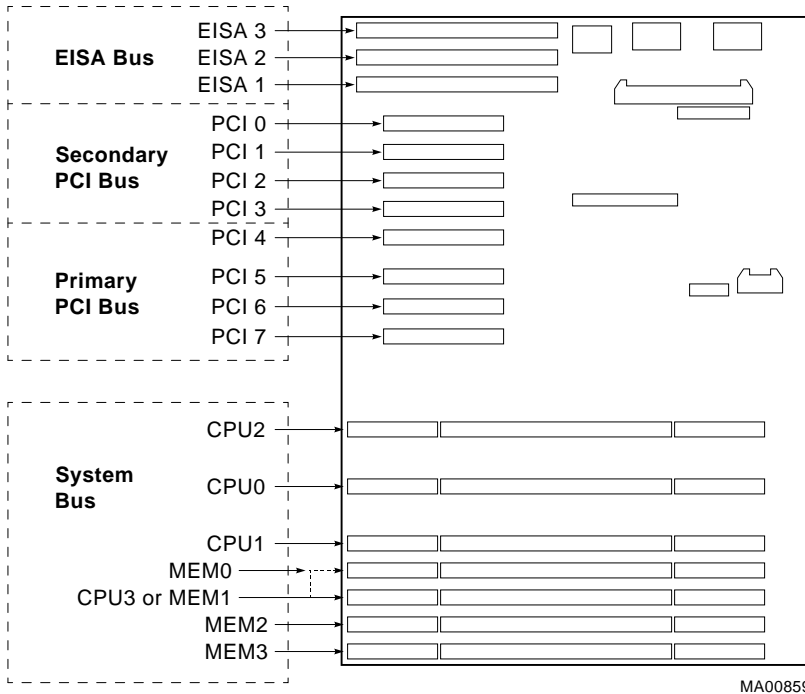 EISA Bus
EISA 3
EISA 2
EISA 1
Secondary
PCI Bus
PCI 0
PCI 1
PCI 2
PCI 3
Primary
PCI Bus
PCI 4
PCI 5
PCI 6
PCI 7
System
Bus
CPU2
CPU0
CPU1
MEM0
CPU3 or MEM1
MEM2
MEM3
MA00859